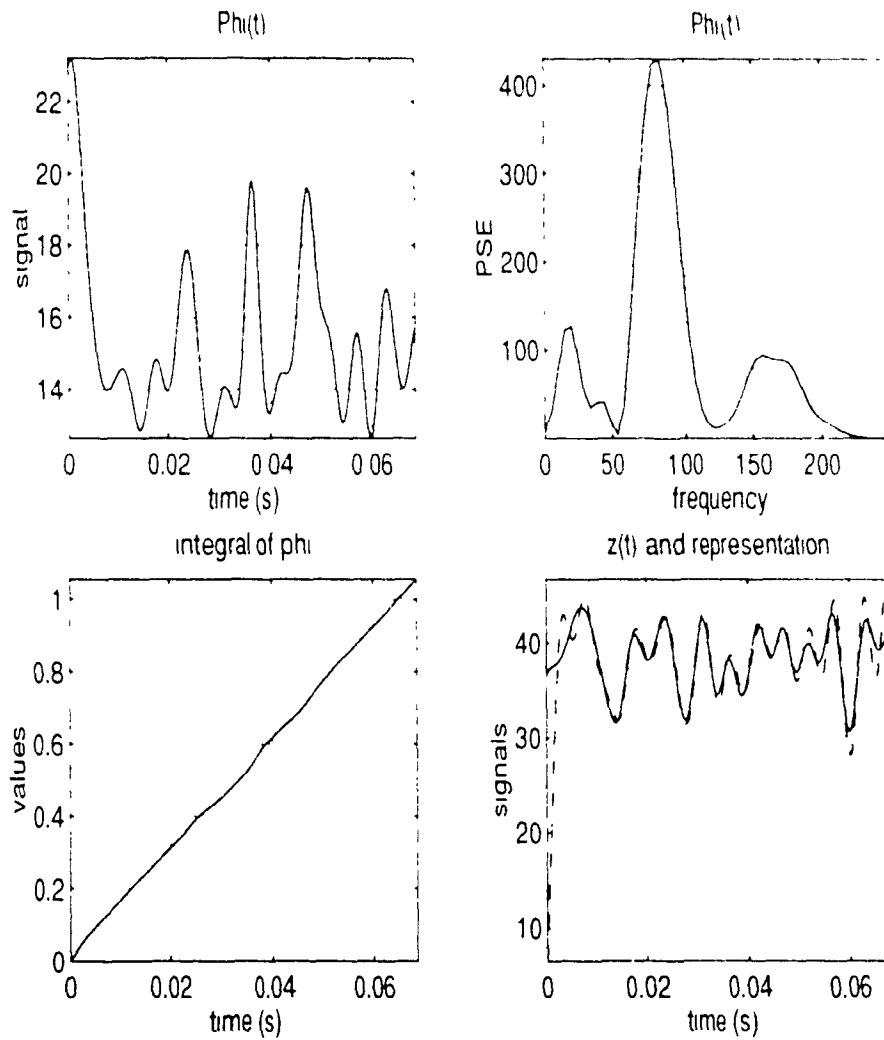 Phi(t)
signal
22
20
18
16
14
0 0.02 0 04 0 06
time (s)
Phi(t)
PSE
400
300
200
100
0 50 100 150 200
frequency
integral of phi
values
1
0.8
0.6
0.4
0.2
0
0 0.02 0.04 0.06
time (s)
z(t) and representation
signals
40
30
20
10
0 0.02 0.04 0.06
time (s)